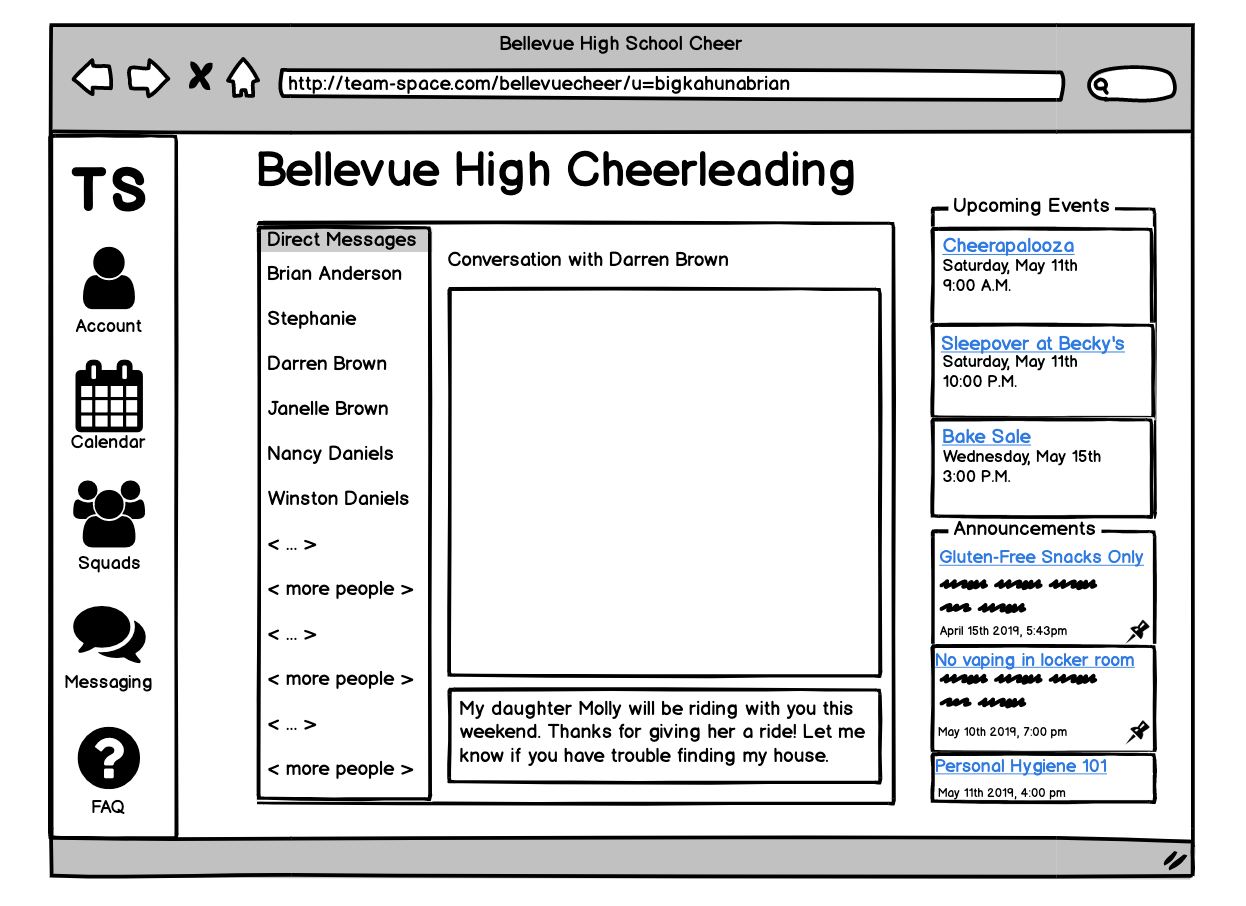 Bellevue High School Cheer
http://team-space.com/bellevuecheer/u=bigkahunabrian
TS
Account
Calendar
Squads
Messaging
?
FAQ
Bellevue High Cheerleading
Direct Messages
Brian Anderson
Stephanie
Darren Brown
Janelle Brown
Nancy Daniels
Winston Daniels
< ... >
< more people >
< ... >
< more people >
< ... >
< more people >
Conversation with Darren Brown
My daughter Molly will be riding with you this
weekend. Thanks for giving her a ride! Let me
know if you have trouble finding my house.
Upcoming Events
Cheerapalooza
Saturday, May 11th
9:00 A.M.
Sleepover at Becky's
Saturday, May 11th
10:00 P.M.
Bake Sale
Wednesday, May 15th
3:00 P.M.
Announcements
Gluten-Free Snacks Only
April 15th 2019, 5:43pm
No vaping in locker room
May 10th 2019, 7:00 pm
Personal Hygiene 101
May 11th 2019, 4:00 pm